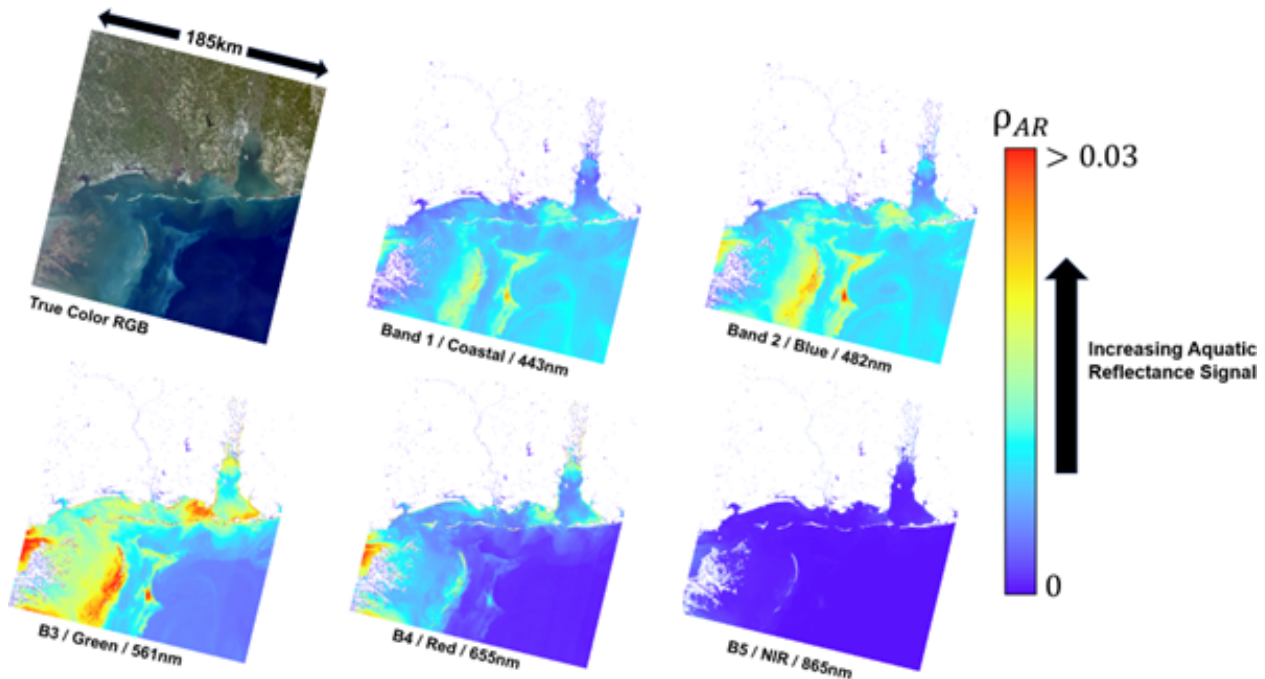 185km
True Color RGB
Band 1 / Coastal / 443nm
Band 2 / Blue / 482nm
B3 / Green / 561nm
B4 / Red / 655nm
B5 / NIR / 865nm
ρAR
> 0.03
Increasing Aquatic
Reflectance Signal
0